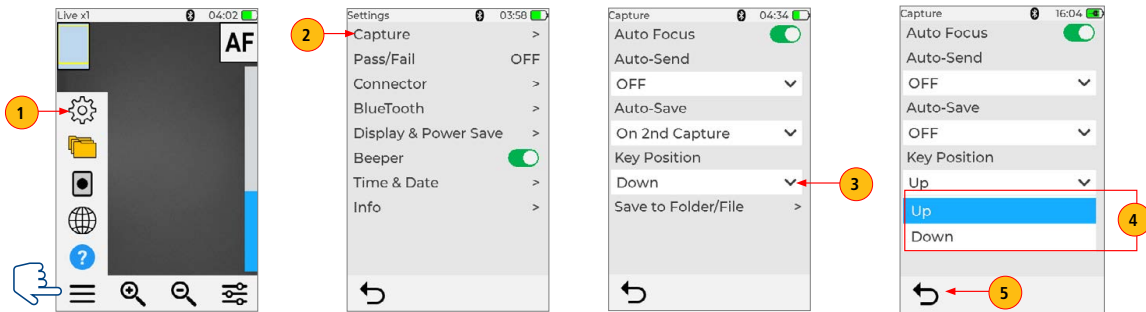 Live x1 04:02
AF
1
?
Settings 03:58
2
Capture >
Pass/Fail OFF
Connector >
BlueTooth >
Display & Power Save >
Beeper
Time & Date >
Info >
Capture 04:34
Auto Focus
Auto-Send
OFF
Auto-Save
On 2nd Capture
Key Position
Down
3
Save to Folder/File >
Capture 16:04
Auto Focus
Auto-Send
OFF
Auto-Save
OFF
Key Position
Up
Up
Down
4
5